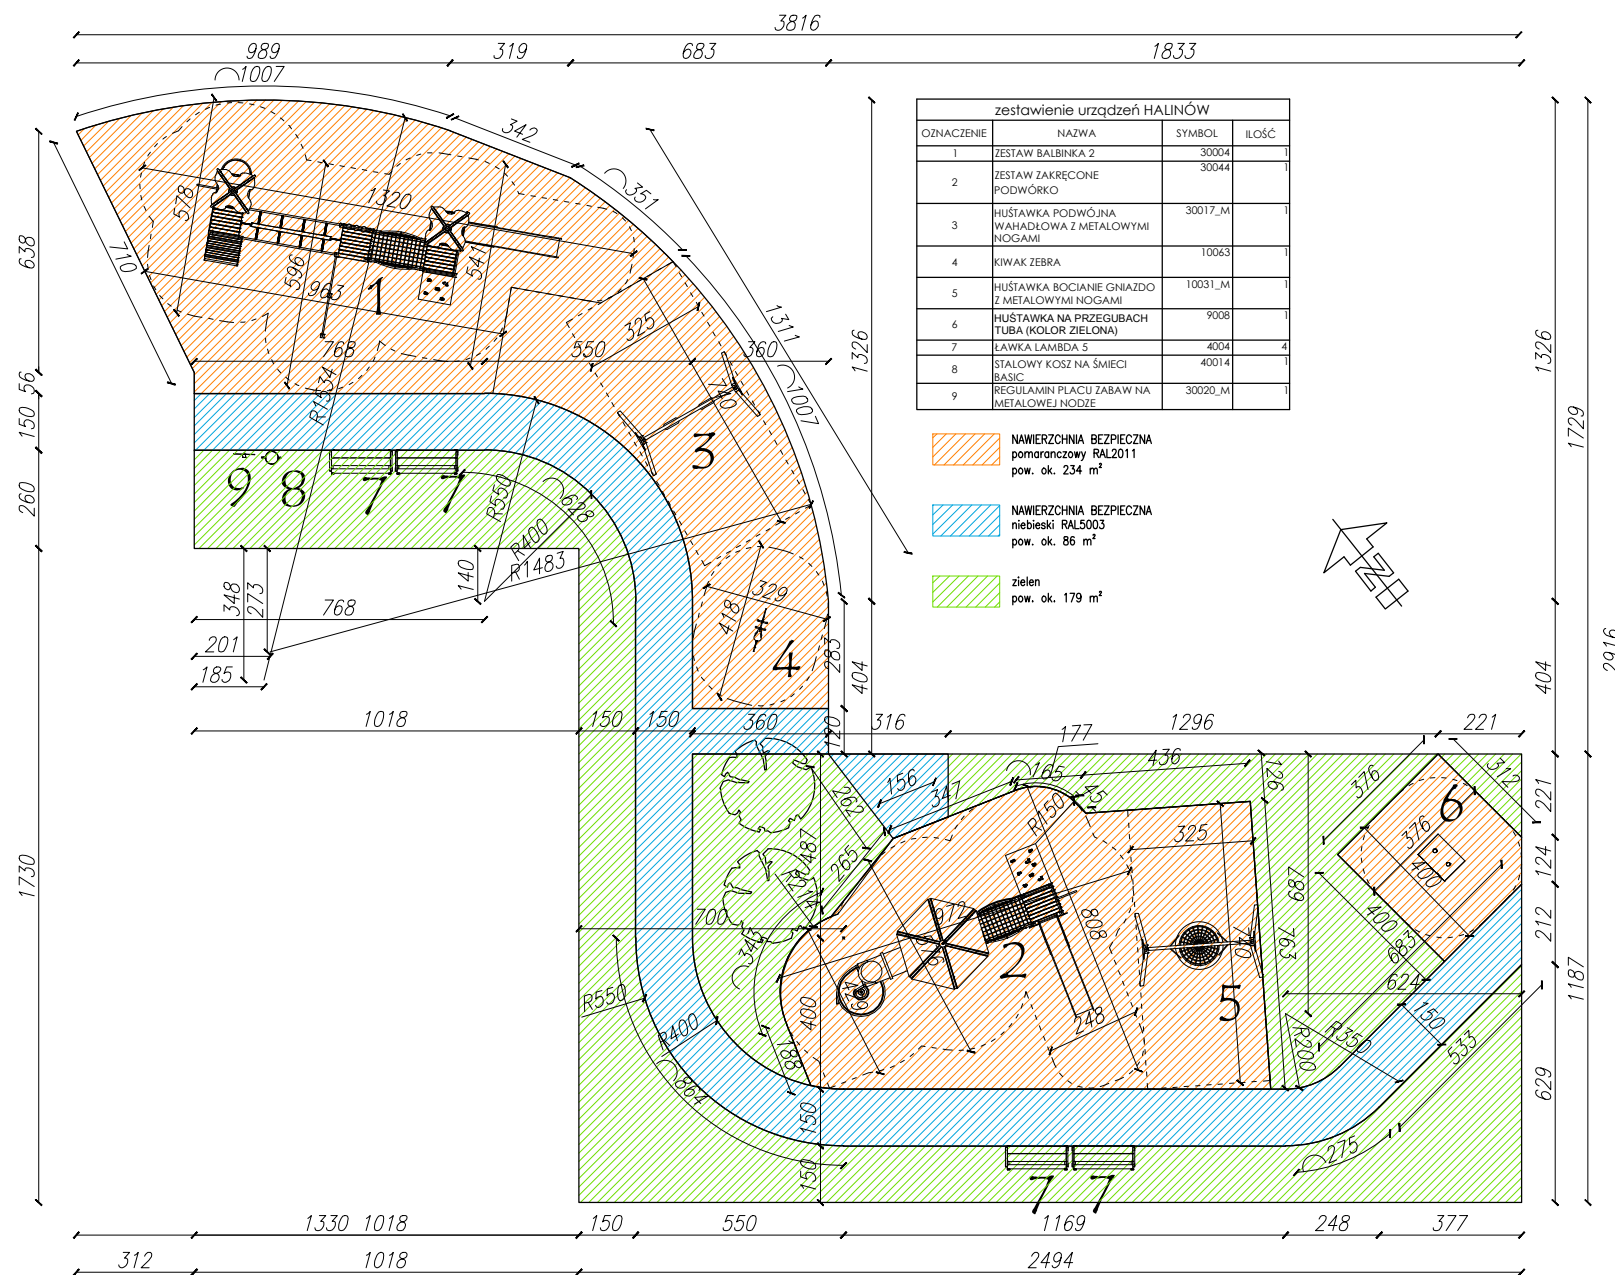 3816
989 319 683 1833
1007
342
351
1311
1007
zestawienie urządzeń HALINÓW
OZNACZENIE NAZWA SYMBOL ILOŚĆ
1 ZESTAW BALBINKA 2 30004 1
2 ZESTAW ZAKRĘCONE PODWÓRKO 30044 1
3 HUŚTAWKA PODWÓJNA WAHADŁOWA Z METALOWYMI NOGAMI 30017_M 1
4 KIWAK ZEBRA 10063 1
5 HUŚTAWKA BOCIANIE GNIAZDO Z METALOWYMI NOGAMI 10031_M 1
6 HUŚTAWKA NA PRZEGUBACH TUBA (KOLOR ZIELONA) 9008 1
7 ŁAWKA LAMBDA 5 4004 4
8 STALOWY KOSZ NA ŚMIECI BASIC 40014 1
9 REGULAMIN PLACU ZABAW NA METALOWEJ NODZE 30020_M 1
NAWIERZCHNIA BEZPIECZNA
pomaranczowy RAL2011
pow. ok. 234 m²
NAWIERZCHNIA BEZPIECZNA
niebieski RAL5003
pow. ok. 86 m²
zielen
pow. ok. 179 m²
638
56
150
260
1730
710
578
1320
596
963
541
1
768 550 360
R1534
325
740
3
9 8 7 7
R550
628
R400
R1483
140
348
273
768
201
185
329
418
4
283
404
120
1326
1326
1729
404
2916
1018 150 150 360 316 1296 221
177
165
436
45
126
156
347
262
R150
487
265
R214
700
343
972
808
325
740
763
689
376
312
6
376
400
400
683
624
221
124
212
1187
629
2
5
248
400
188
R550
R400
864
150
150
R200
R350
150
533
275
7 7
1330 1018 150 550 1169 248 377
312 1018 2494